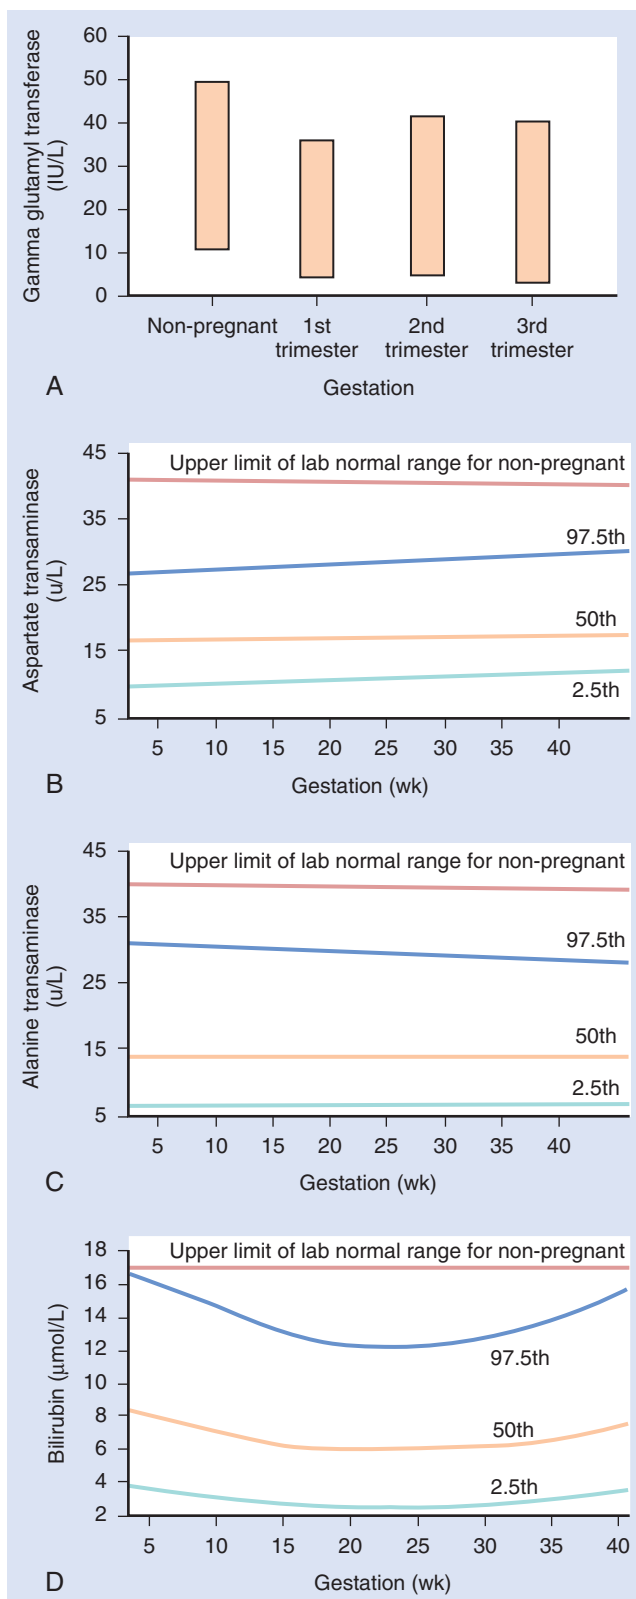 Gamma glutamyl transferase
(IU/L)
60
50
40
30
20
10
0
Non-pregnant
1st
trimester
2nd
trimester
3rd
trimester
Gestation
A
Aspartate transaminase
(u/L)
45
35
25
15
5
Upper limit of lab normal range for non-pregnant
97.5th
50th
2.5th
5 10 15 20 25 30 35 40
Gestation (wk)
B
Alanine transaminase
(u/L)
45
35
25
15
5
Upper limit of lab normal range for non-pregnant
97.5th
50th
2.5th
5 10 15 20 25 30 35 40
Gestation (wk)
C
Bilirubin (μmol/L)
18
16
14
12
10
8
6
4
2
Upper limit of lab normal range for non-pregnant
97.5th
50th
2.5th
5 10 15 20 25 30 35 40
Gestation (wk)
D